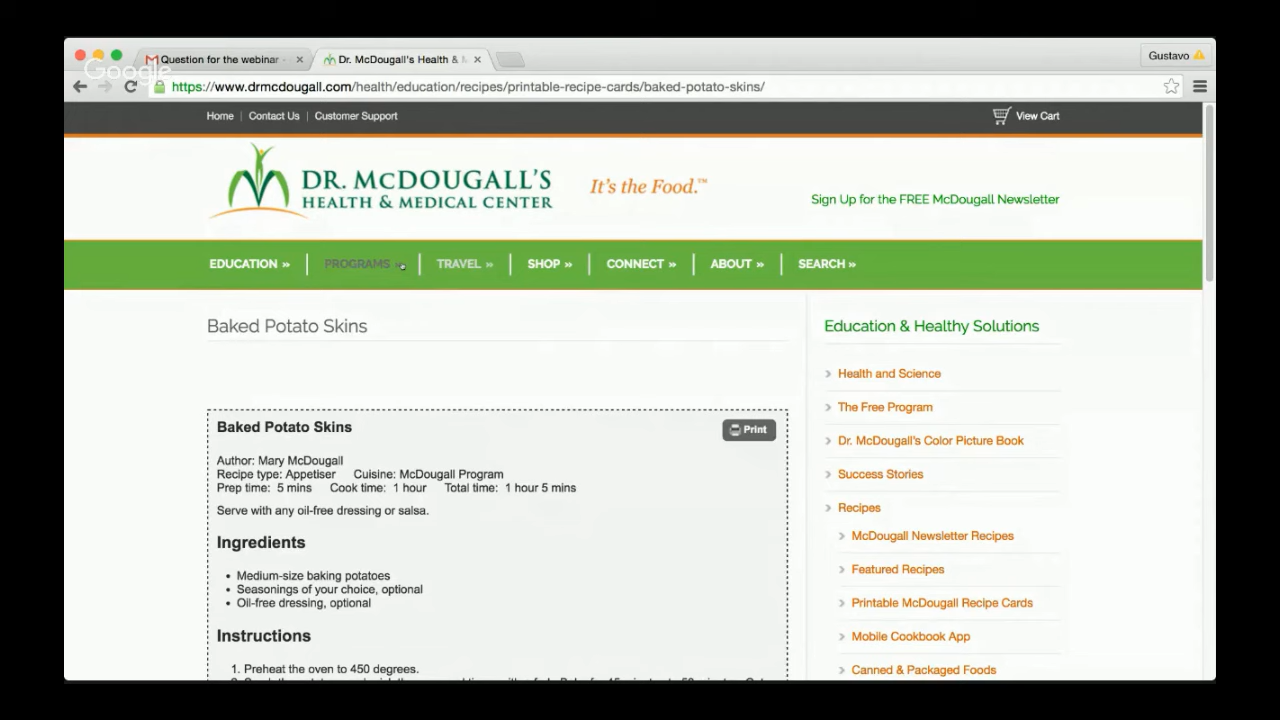 Question for the webinar -
Dr. McDougall's Health &
Gustavo
Google
https://www.drmcdougall.com/health/education/recipes/printable-recipe-cards/baked-potato-skins/
Home | Contact Us | Customer Support
View Cart
DR. MCDOUGALL'S
HEALTH & MEDICAL CENTER
It's the Food.™
Sign Up for the FREE McDougall Newsletter
EDUCATION » PROGRAMS » TRAVEL » SHOP » CONNECT » ABOUT » SEARCH »
Baked Potato Skins
Baked Potato Skins
Print
Author: Mary McDougall
Recipe type: Appetiser Cuisine: McDougall Program
Prep time: 5 mins Cook time: 1 hour Total time: 1 hour 5 mins
Serve with any oil-free dressing or salsa.
Ingredients
• Medium-size baking potatoes
• Seasonings of your choice, optional
• Oil-free dressing, optional
Instructions
1. Preheat the oven to 450 degrees.
Education & Healthy Solutions
Health and Science
The Free Program
Dr. McDougall's Color Picture Book
Success Stories
Recipes
McDougall Newsletter Recipes
Featured Recipes
Printable McDougall Recipe Cards
Mobile Cookbook App
Canned & Packaged Foods